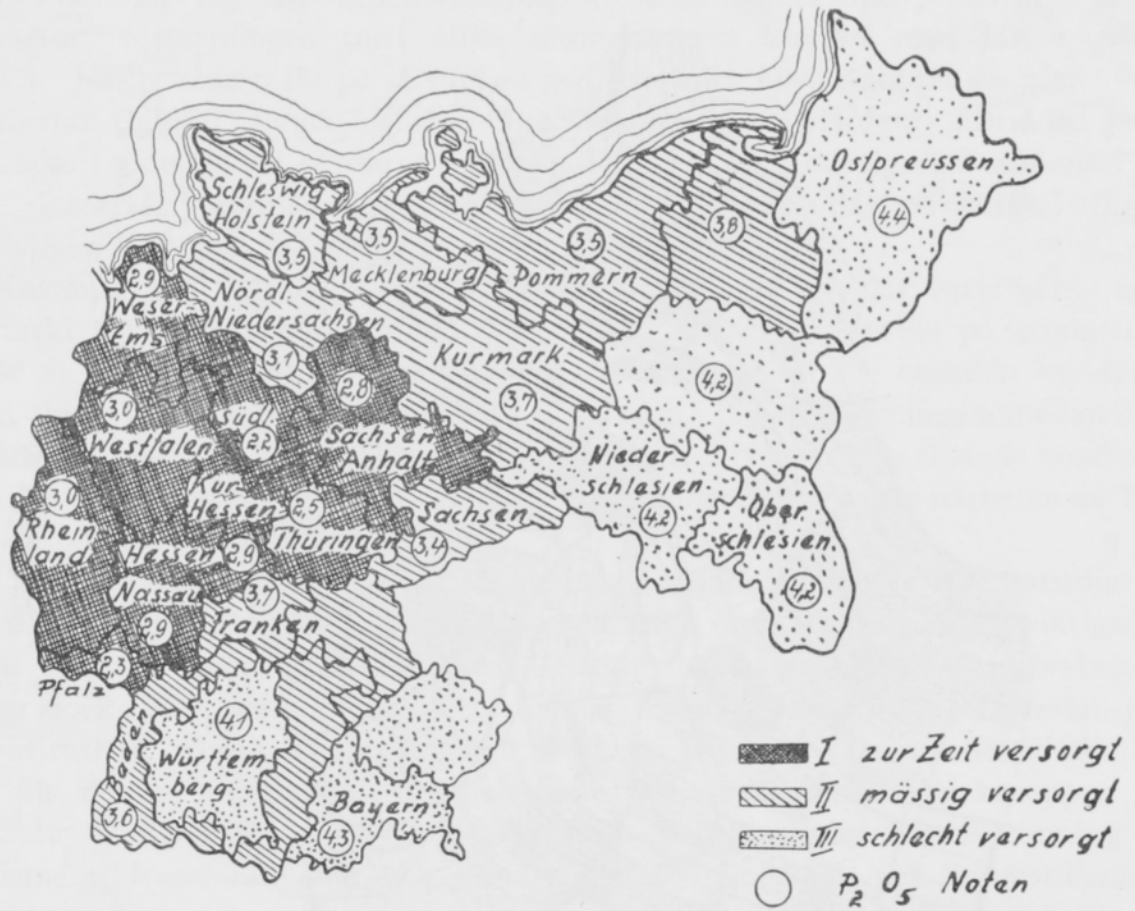 Ostpreussen
4,4
Schleswig
Holstein
3,5
3,5
Mecklenburg
3,5
Pommern
3,8
2,9
Weser-
Ems
Nördl.
Niedersachsen
3,1
Kurmark
3,7
4,2
2,8
3,0
Westfalen
südl.
2,2
Sachsen
Anhalt
Nieder
schlesien
4,2
Ober
schlesien
4,2
3,0
Rhein
land
Kur-
Hessen
2,5
Thüringen
Sachsen
3,4
Hessen
2,9
Nassau
2,9
3,7
Franken
2,3
Pfalz
Baden
3,6
4,1
Württem-
berg
Bayern
4,3
I zur Zeit versorgt
II mässig versorgt
III schlecht versorgt
P₂O₅ Noten